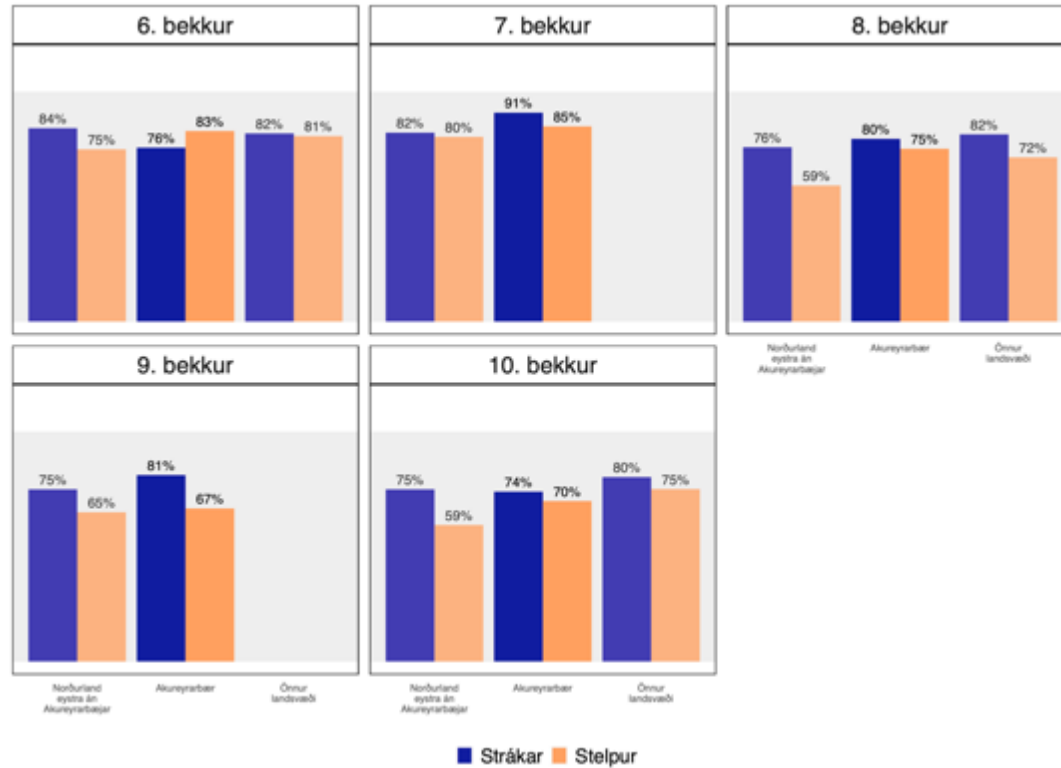 6. bekkur
84%
75%
76%
83%
82%
81%
7. bekkur
82%
80%
91%
85%
8. bekkur
76%
59%
80%
75%
82%
72%
Norðurland
eystra án
Akureyrarbæjar
Akureyrarbær
Önnur
landsvæði
9. bekkur
75%
65%
81%
67%
Norðurland
eystra án
Akureyrarbæjar
Akureyrarbær
Önnur
landsvæði
10. bekkur
75%
59%
74%
70%
80%
75%
Norðurland
eystra án
Akureyrarbæjar
Akureyrarbær
Önnur
landsvæði
Strákar
Stelpur